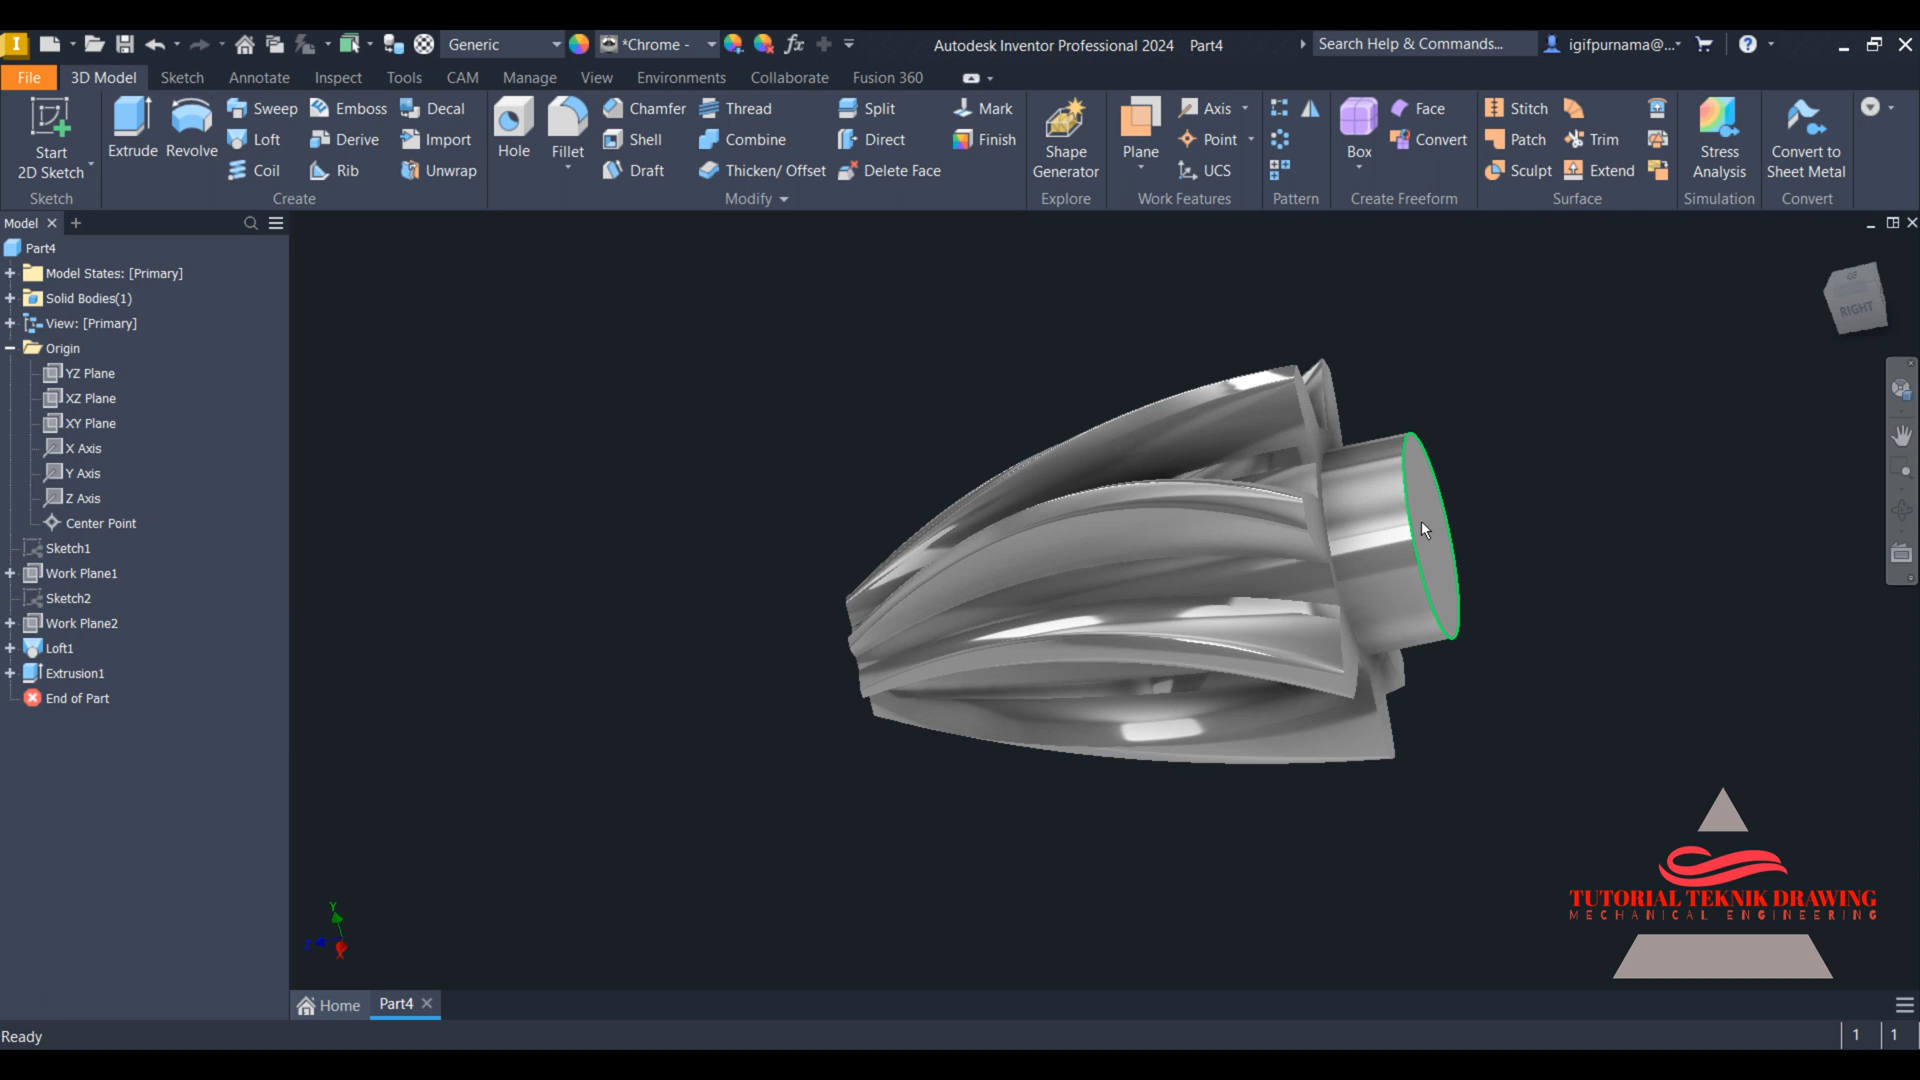 Generic
*Chrome -
fx
Autodesk Inventor Professional 2024 Part4
Search Help & Commands...
igifpurnama@...
File 3D Model Sketch Annotate Inspect Tools CAM Manage View Environments Collaborate Fusion 360
Start
2D Sketch
Extrude
Revolve
Sweep
Loft
Coil
Emboss
Derive
Rib
Decal
Import
Unwrap
Hole
Fillet
Chamfer
Shell
Draft
Thread
Combine
Thicken/ Offset
Split
Direct
Delete Face
Mark
Finish
Shape
Generator
Plane
Axis
Point
UCS
Box
Face
Convert
Stitch
Patch
Sculpt
Trim
Extend
Stress
Analysis
Convert to
Sheet Metal
Sketch Create Modify Explore Work Features Pattern Create Freeform Surface Simulation Convert
Model
Part4
Model States: [Primary]
Solid Bodies(1)
View: [Primary]
Origin
YZ Plane
XZ Plane
XY Plane
X Axis
Y Axis
Z Axis
Center Point
Sketch1
Work Plane1
Sketch2
Work Plane2
Loft1
Extrusion1
End of Part
RIGHT
Y
Z
X
TUTORIAL TEKNIK DRAWING
MECHANICAL ENGINEERING
Home Part4
Ready
1 1